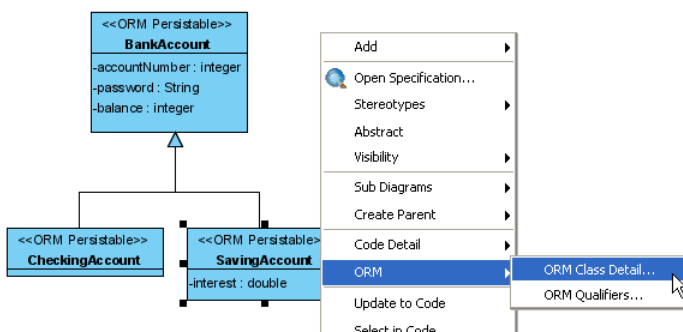 <<ORM Persistable>>
BankAccount
-accountNumber : integer
-password : String
-balance : integer
<<ORM Persistable>>
CheckingAccount
<<ORM Persistable>
SavingAccount
-interest : double
Add
Open Specification...
Stereotypes
Abstract
Visibility
Sub Diagrams
Create Parent
Code Detail
ORM
Update to Code
Select in Code
ORM Class Detail...
ORM Qualifiers...